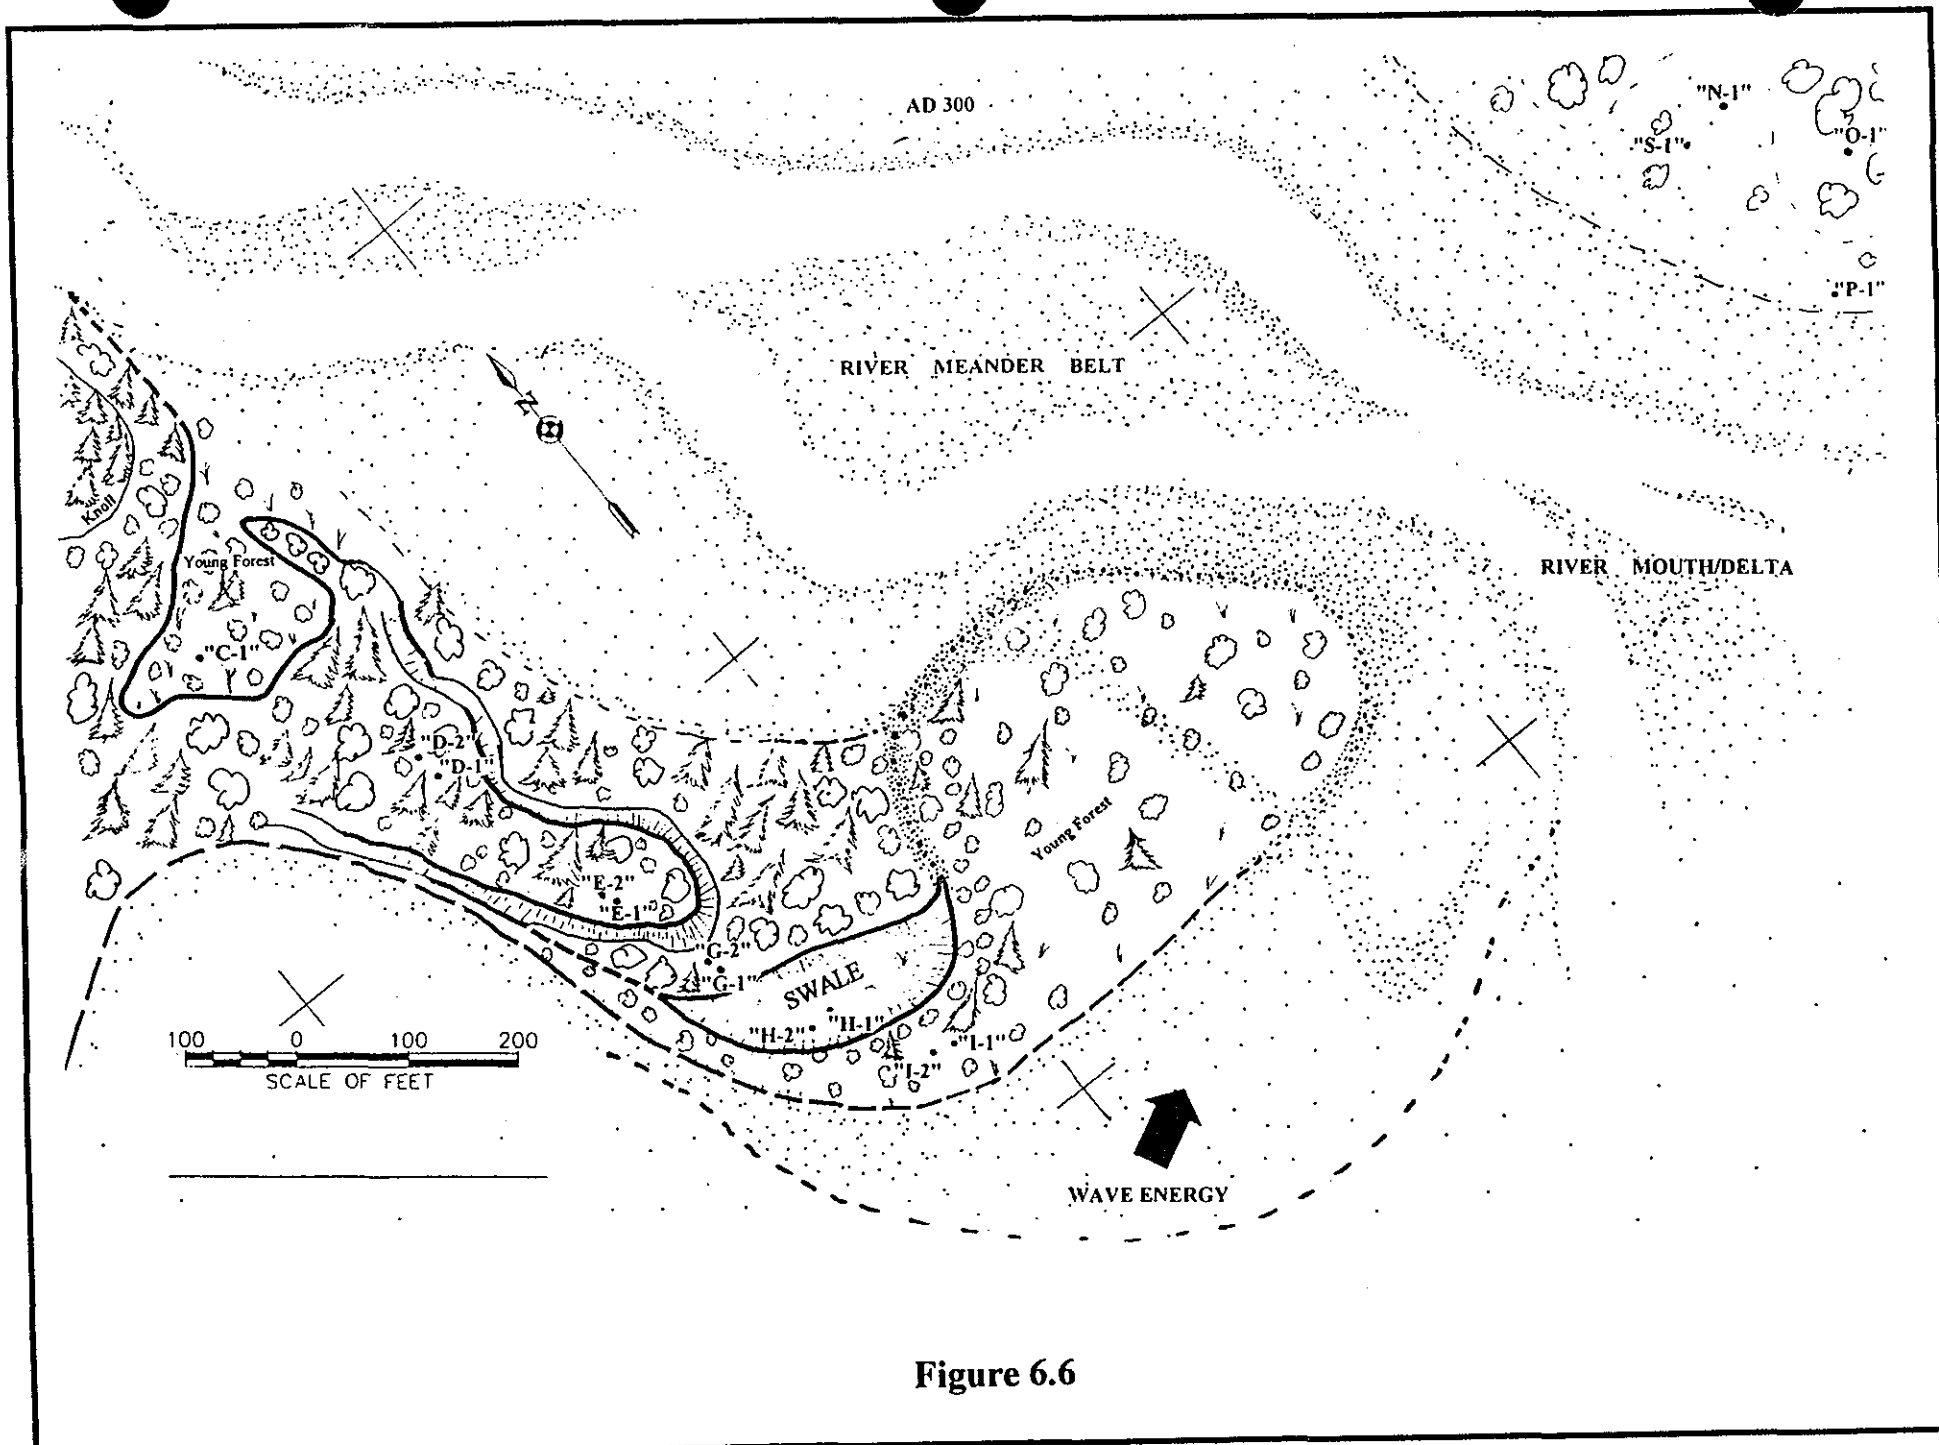 AD 300
"N-1"
"S-1"
"O-1"
"P-1"
RIVER MEANDER BELT
N
Knoll
Young Forest
RIVER MOUTH/DELTA
"C-1"
"D-2"
"D-1"
Young Forest
"E-2"
"E-1"
"G-2"
"G-1"
SWALE
"H-2"
"H-1"
"I-1"
"I-2"
100 0 100 200
SCALE OF FEET
WAVE ENERGY
Figure 6.6